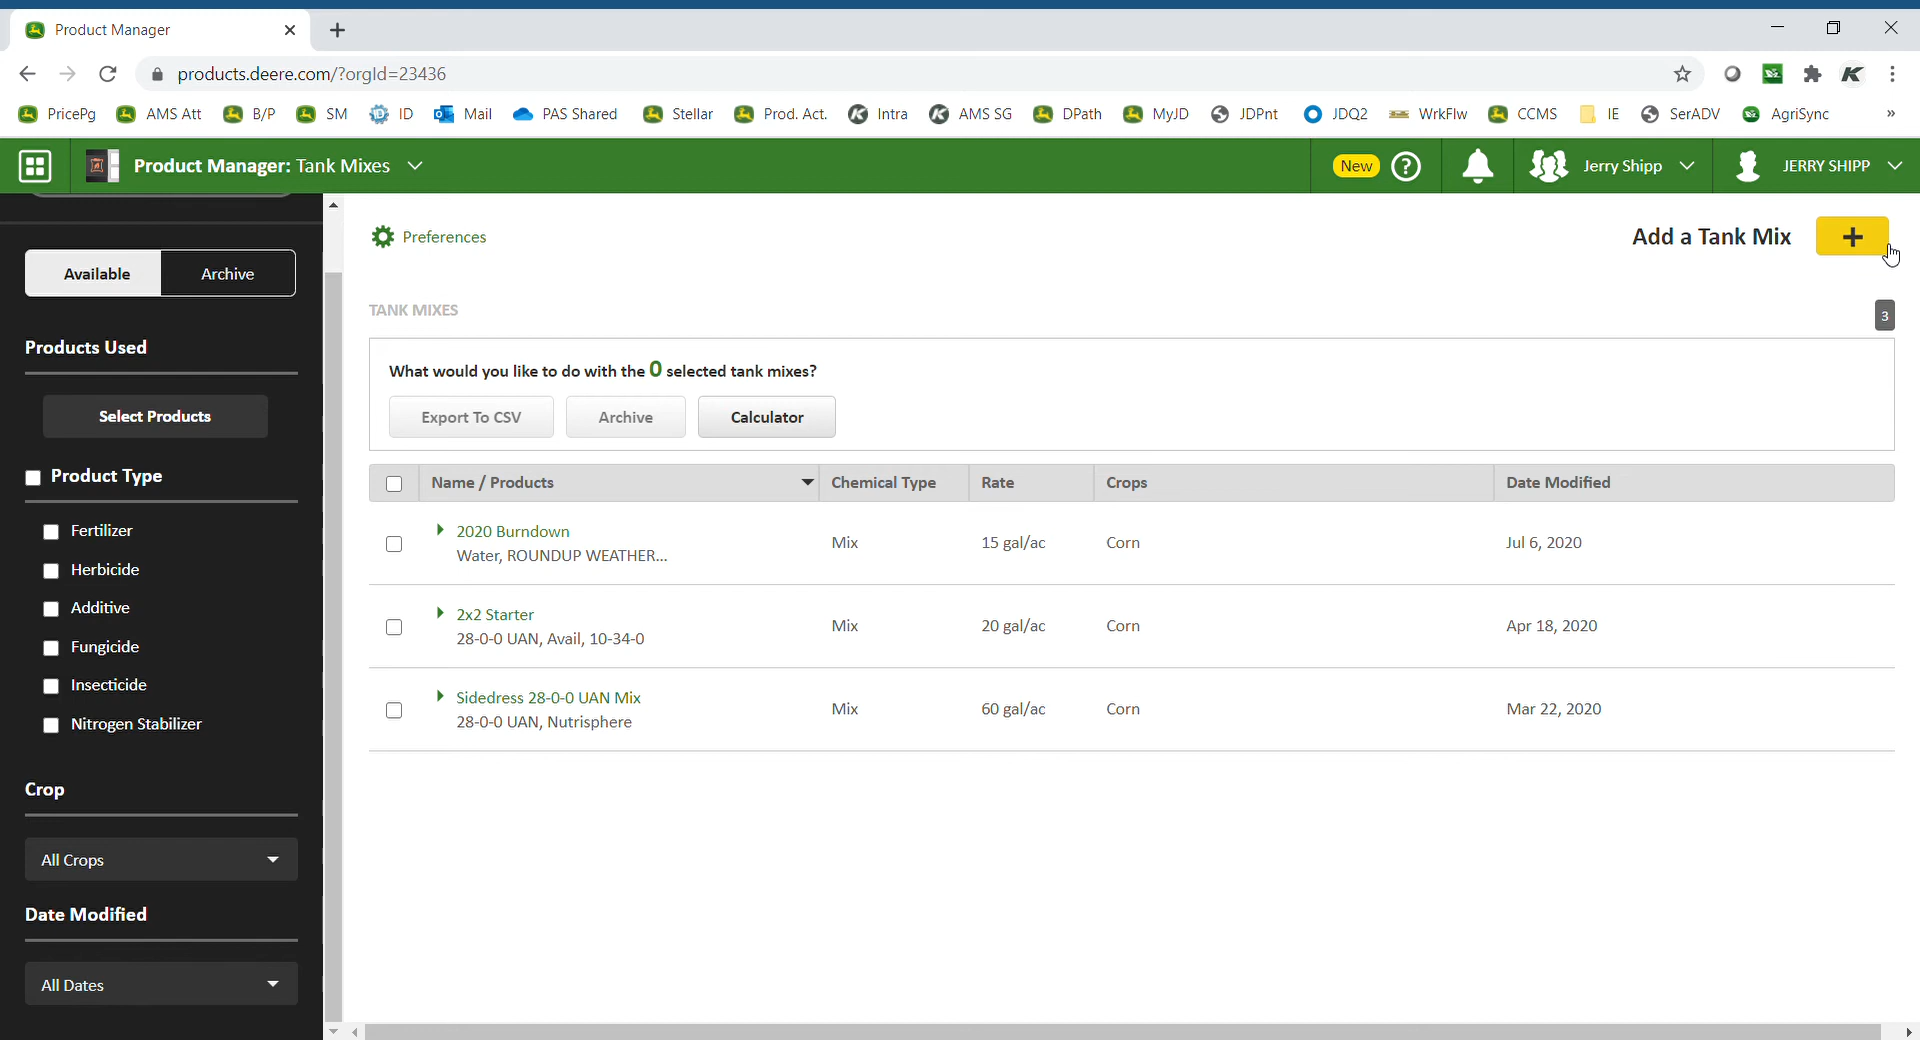 Product Manager
products.deere.com/?orgId=23436
PricePg AMS Att B/P SM ID Mail PAS Shared Stellar Prod. Act. Intra AMS SG DPath MyJD JDPnt JDQ2 WrkFlw CCMS IE SerADV AgriSync »
Product Manager: Tank Mixes New ? Jerry Shipp JERRY SHIPP
Preferences Add a Tank Mix +
Available Archive
TANK MIXES 3
Products Used
What would you like to do with the 0 selected tank mixes?
Select Products
Export To CSV Archive Calculator
Product Type
Name / Products Chemical Type Rate Crops Date Modified
Fertilizer
Herbicide
Additive
Fungicide
Insecticide
Nitrogen Stabilizer
2020 Burndown
Water, ROUNDUP WEATHER...
Mix 15 gal/ac Corn Jul 6, 2020
2x2 Starter
28-0-0 UAN, Avail, 10-34-0
Mix 20 gal/ac Corn Apr 18, 2020
Sidedress 28-0-0 UAN Mix
28-0-0 UAN, Nutrisphere
Mix 60 gal/ac Corn Mar 22, 2020
Crop
All Crops
Date Modified
All Dates